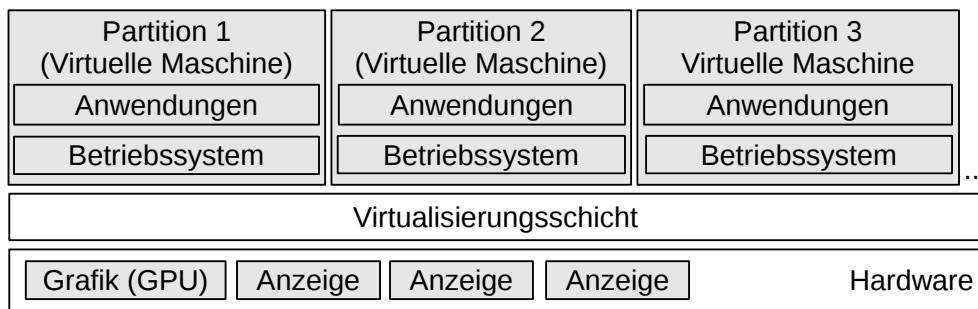 Partition 1
(Virtuelle Maschine)
Anwendungen
Betriebssystem
Partition 2
(Virtuelle Maschine)
Anwendungen
Betriebssystem
Partition 3
Virtuelle Maschine
Anwendungen
Betriebssystem
..
Virtualisierungsschicht
Grafik (GPU) Anzeige Anzeige Anzeige Hardware